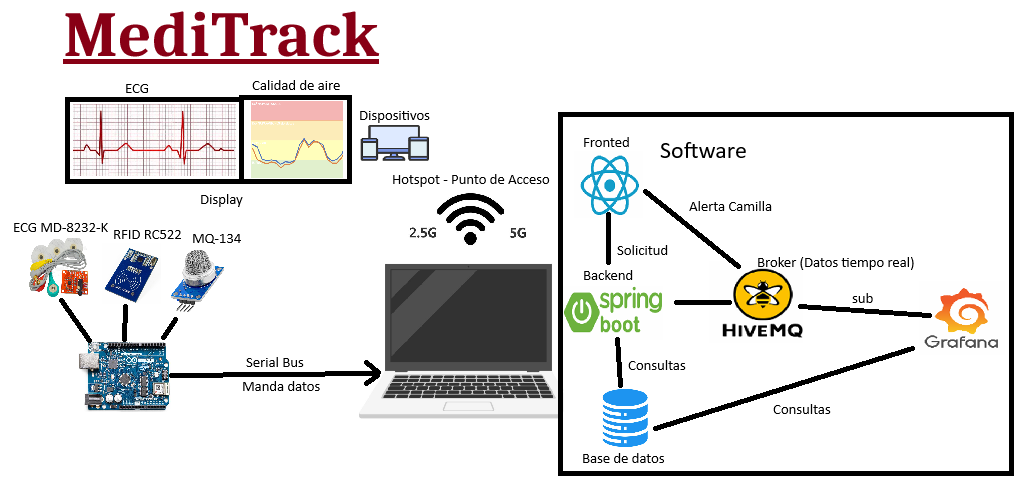 MediTrack
ECG
Calidad de aire
Dispositivos
Display
Hotspot - Punto de Acceso
2.5G
5G
ECG MD-8232-K
RFID RC522
MQ-134
Serial Bus
Manda datos
Software
Fronted
Alerta Camilla
Solicitud
Backend
Broker (Datos tiempo real)
spring
boot
HIVEMQ
sub
Grafana
Consultas
Consultas
Base de datos